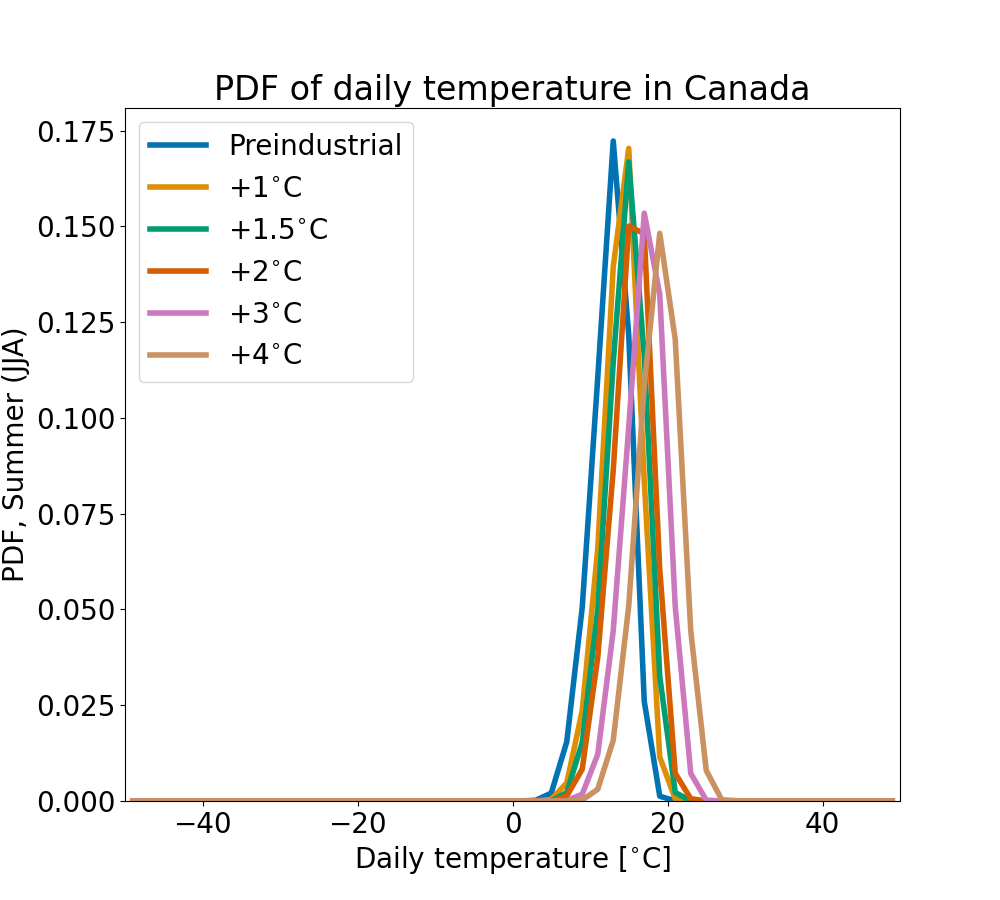 PDF of daily temperature in Canada
Preindustrial
+1°C
+1.5°C
+2°C
+3°C
+4°C
PDF, Summer (JJA)
0.175
0.150
0.125
0.100
0.075
0.050
0.025
0.000
−40
−20
0
20
40
Daily temperature [°C]